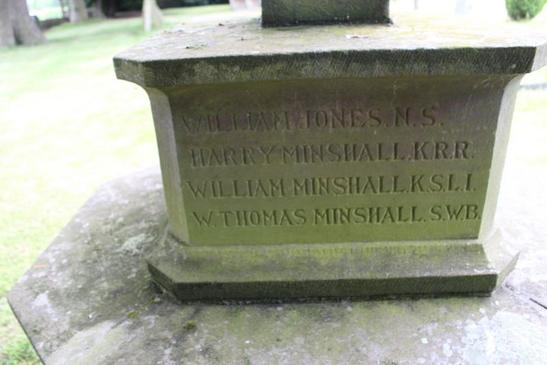 WILLIAM JONES. N. S.
HARRY MINSHALL. K.R.R.
WILLIAM MINSHALL. K.S.L.I.
W. THOMAS MINSHALL. S.W.B.